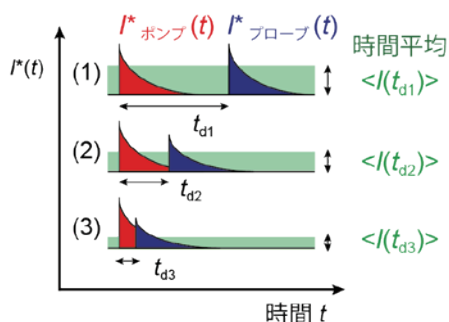 I* ポンプ (t) I* プローブ (t)
時間平均
I*(t)
(1)
<I(td1)>
td1
(2)
<I(td2)>
td2
(3)
<I(td3)>
td3
時間 t